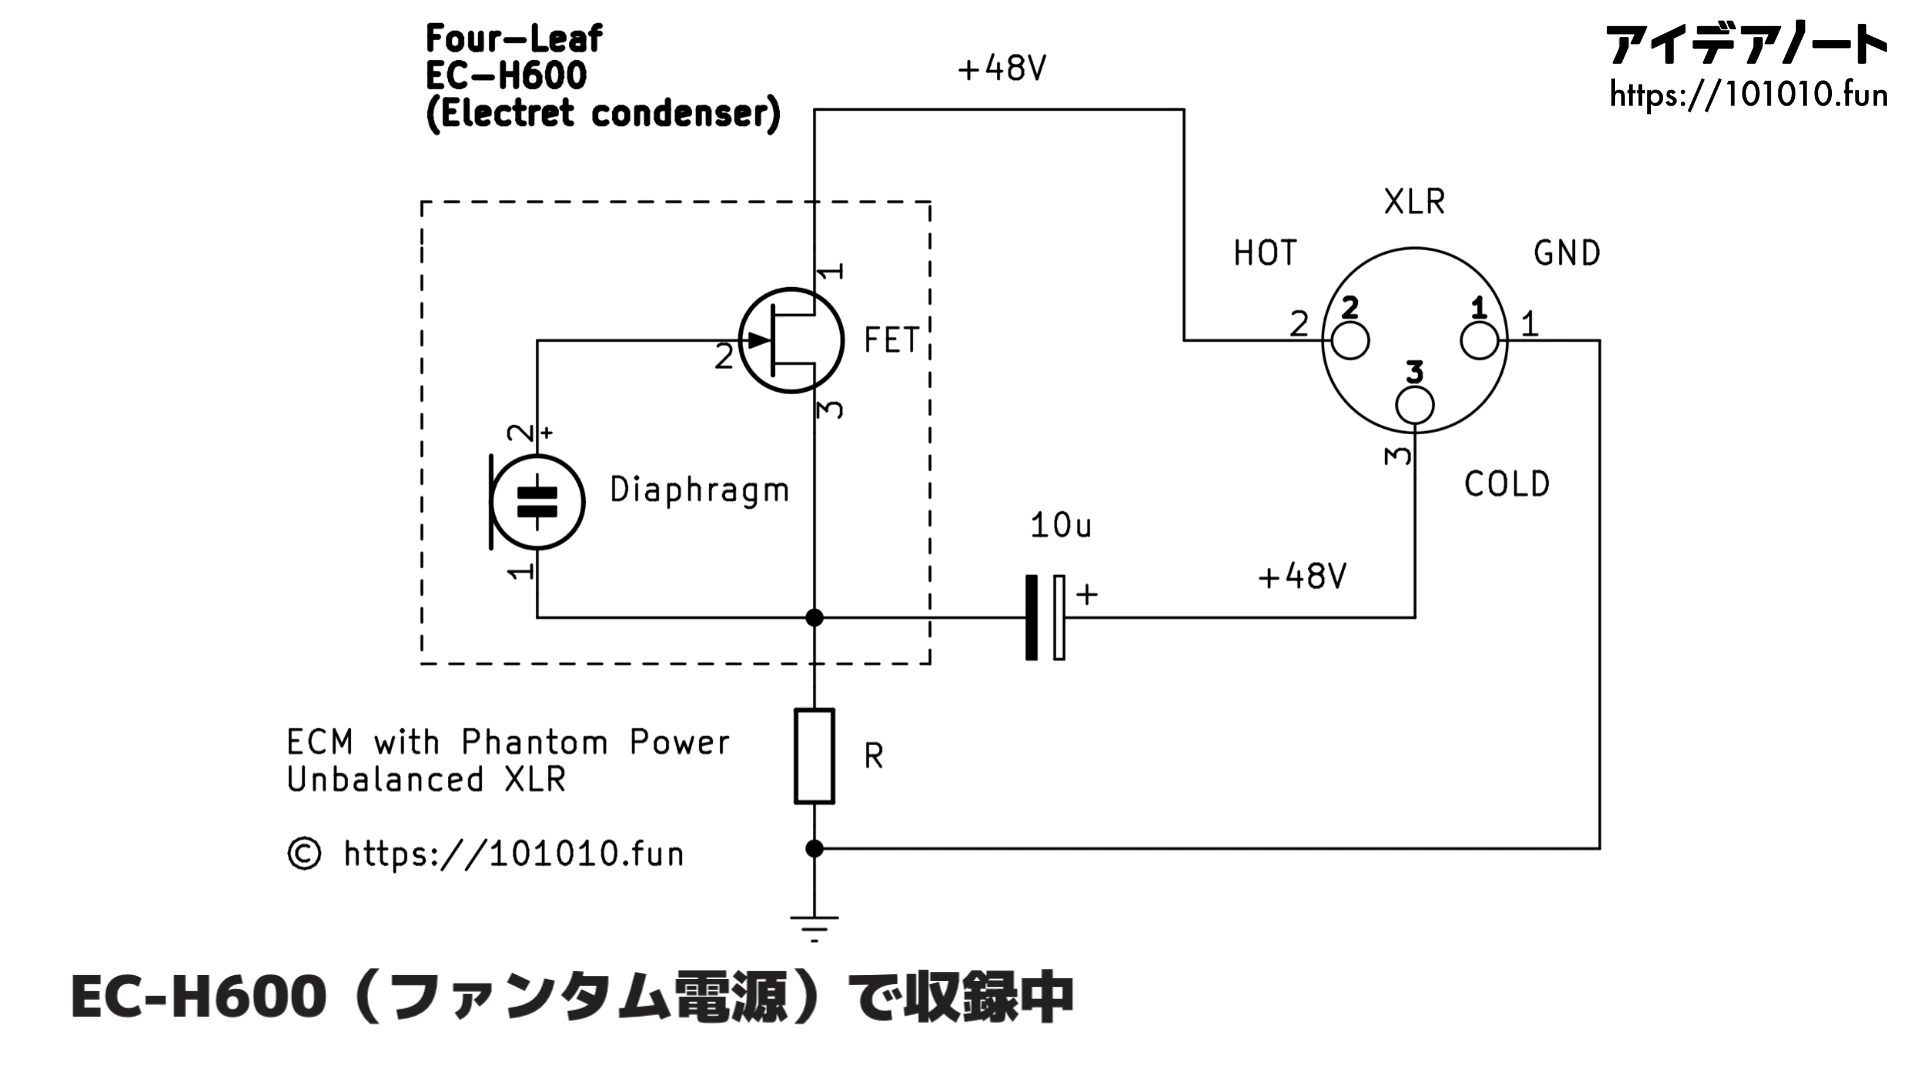 Four-Leaf
EC-H600
(Electret condenser)
+48V
アイデアノート
https://101010.fun
XLR
HOT
GND
1
2
2
1
1
2
FET
3
3
3
2
+
Diaphragm
COLD
1
10u
+
+48V
R
ECM with Phantom Power
Unbalanced XLR
© https://101010.fun
EC-H600（ファンタム電源）で収録中